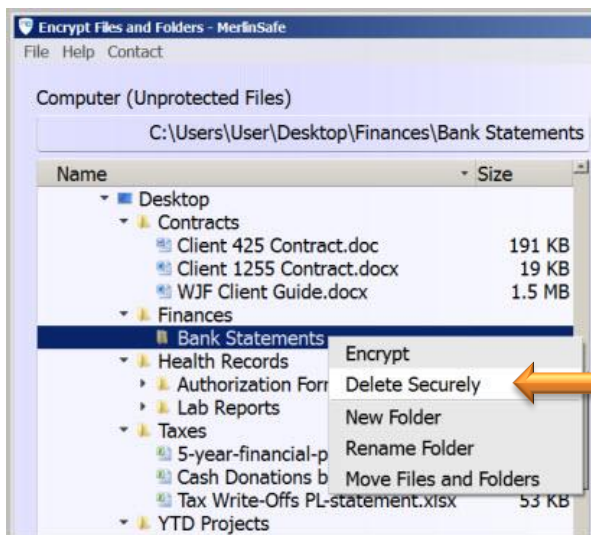 Encrypt Files and Folders - MerlinSafe
File Help Contact
Computer (Unprotected Files)
C:\Users\User\Desktop\Finances\Bank Statements
Name Size
Desktop
Contracts
Client 425 Contract.doc 191 KB
Client 1255 Contract.docx 19 KB
WJF Client Guide.docx 1.5 MB
Finances
Bank Statements
Encrypt
Health Records
Authorization Forr
Delete Securely
Lab Reports
New Folder
Taxes
5-year-financial-p
Rename Folder
Cash Donations b
Move Files and Folders
Tax Write-Offs PL-statement.xlsx 53 KB
YTD Projects